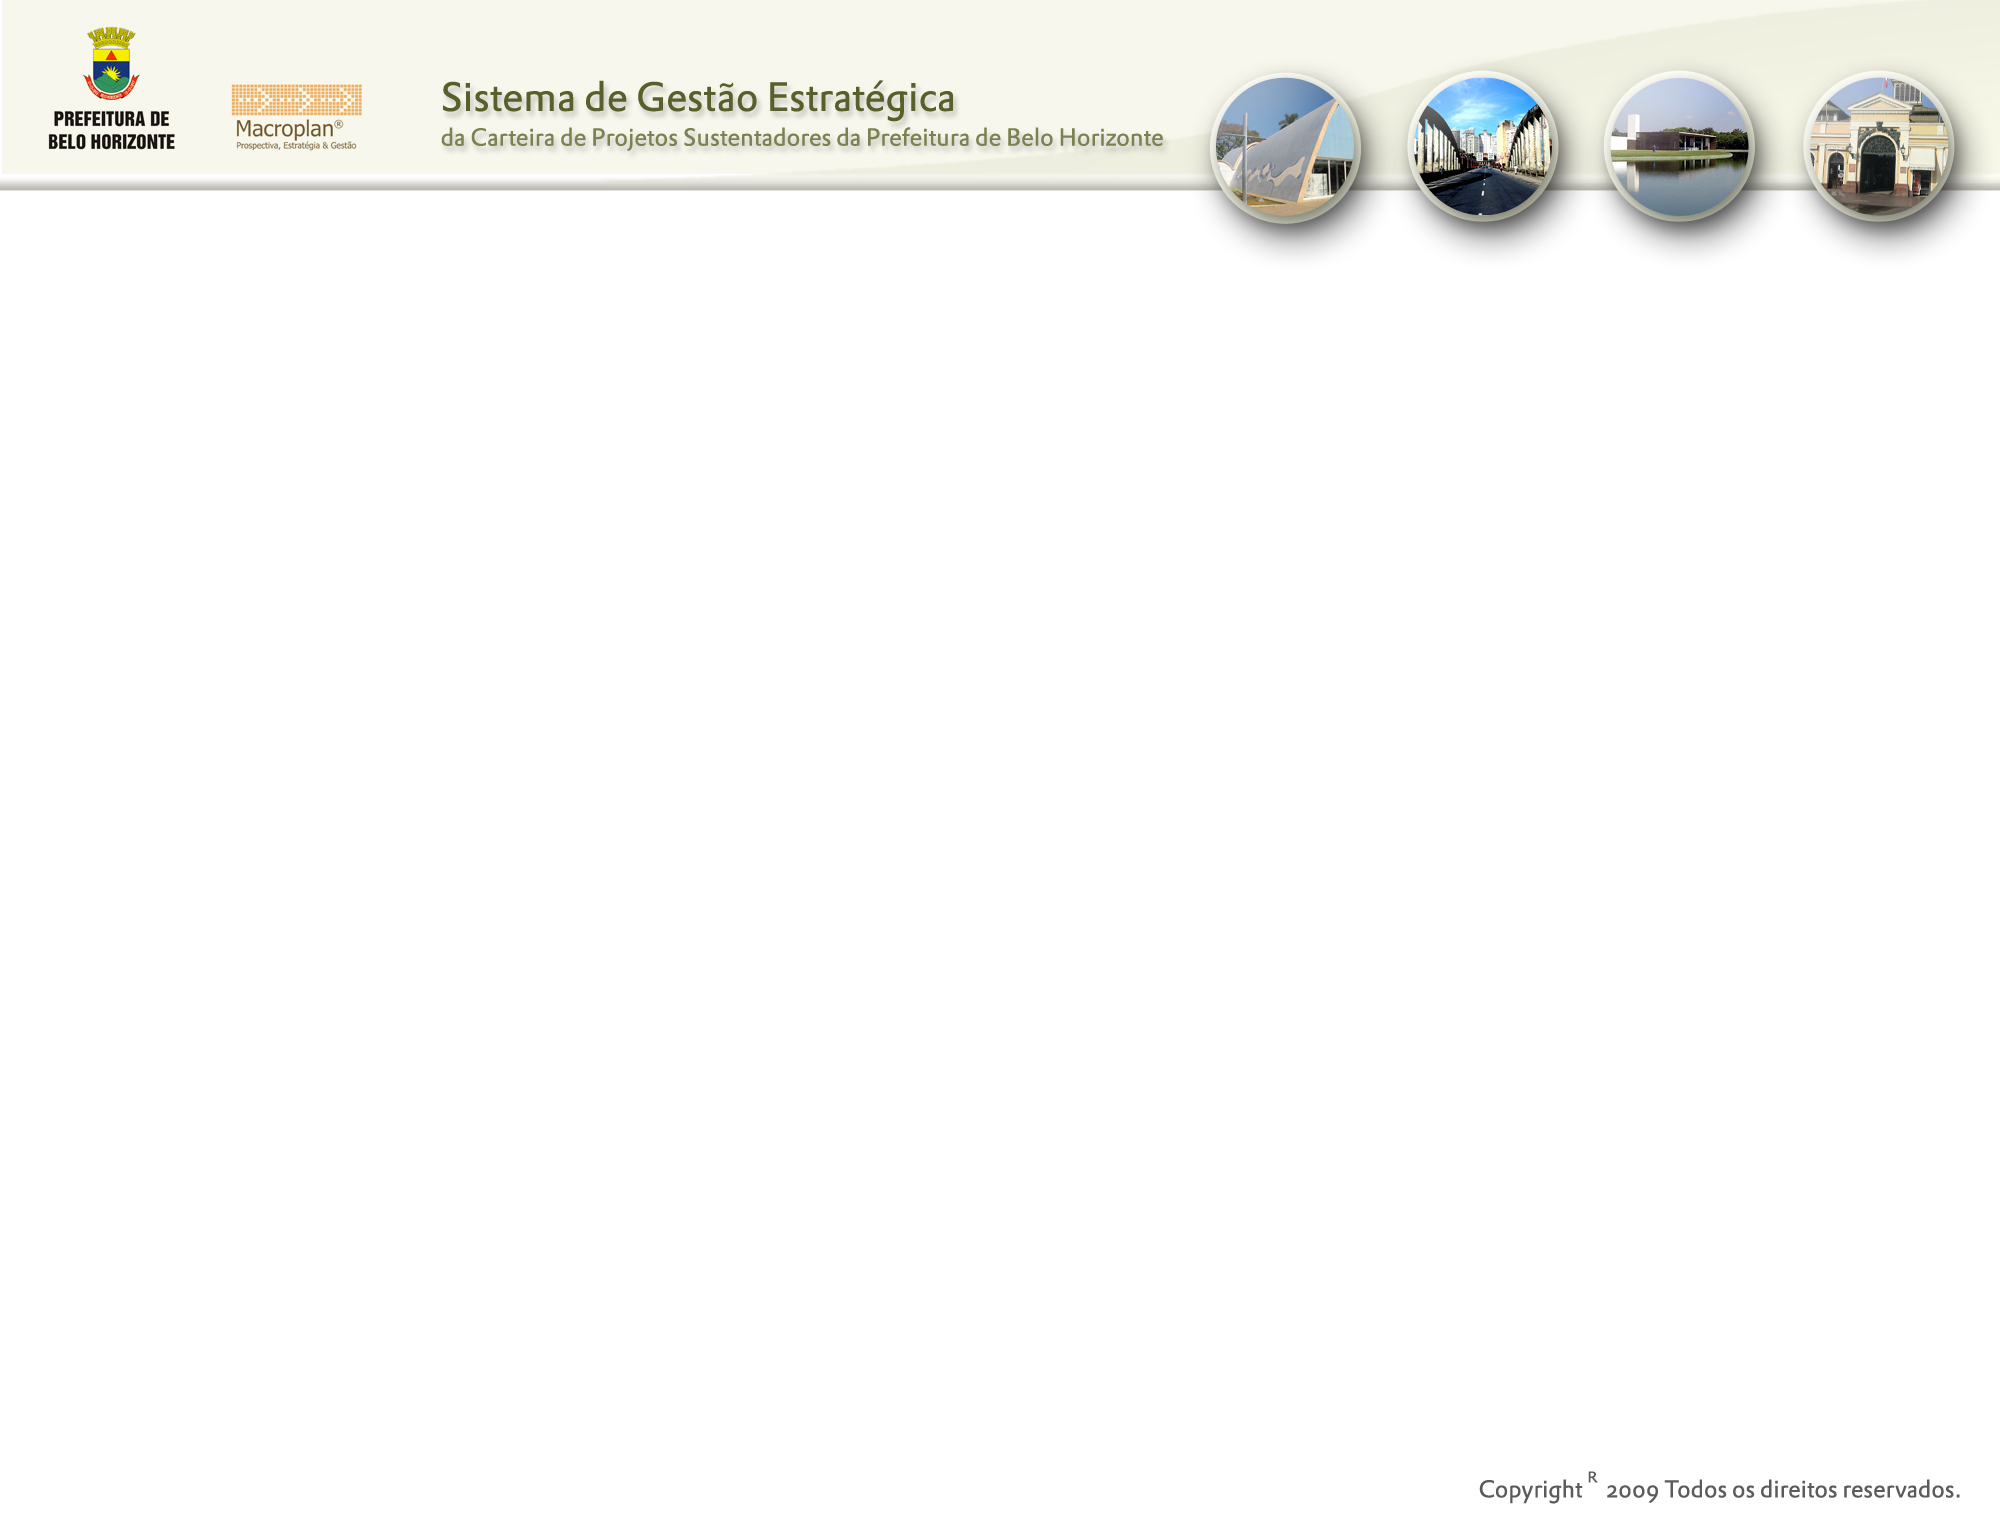 PREFEITURA DE
BELO HORIZONTE
Macroplan®
Prospectiva, Estratégia & Gestão
Sistema de Gestão Estratégica
da Carteira de Projetos Sustentadores da Prefeitura de Belo Horizonte
Copyright R 2009 Todos os direitos reservados.